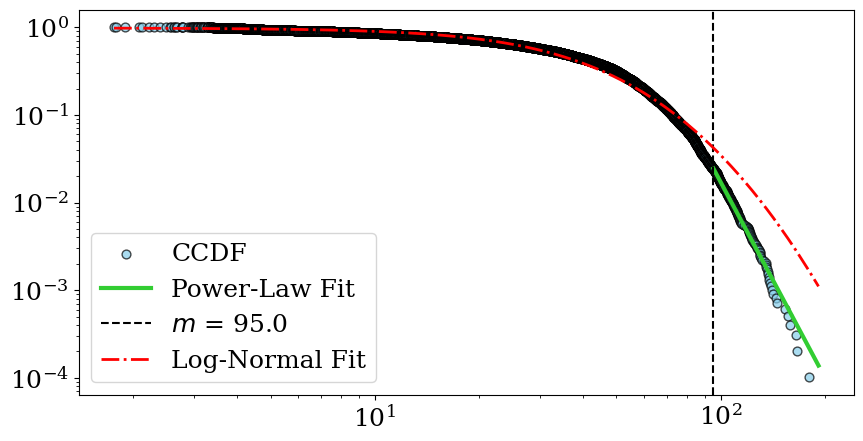 10⁰
10⁻¹
10⁻²
10⁻³
10⁻⁴
CCDF
Power-Law Fit
m = 95.0
Log-Normal Fit
10¹
10²